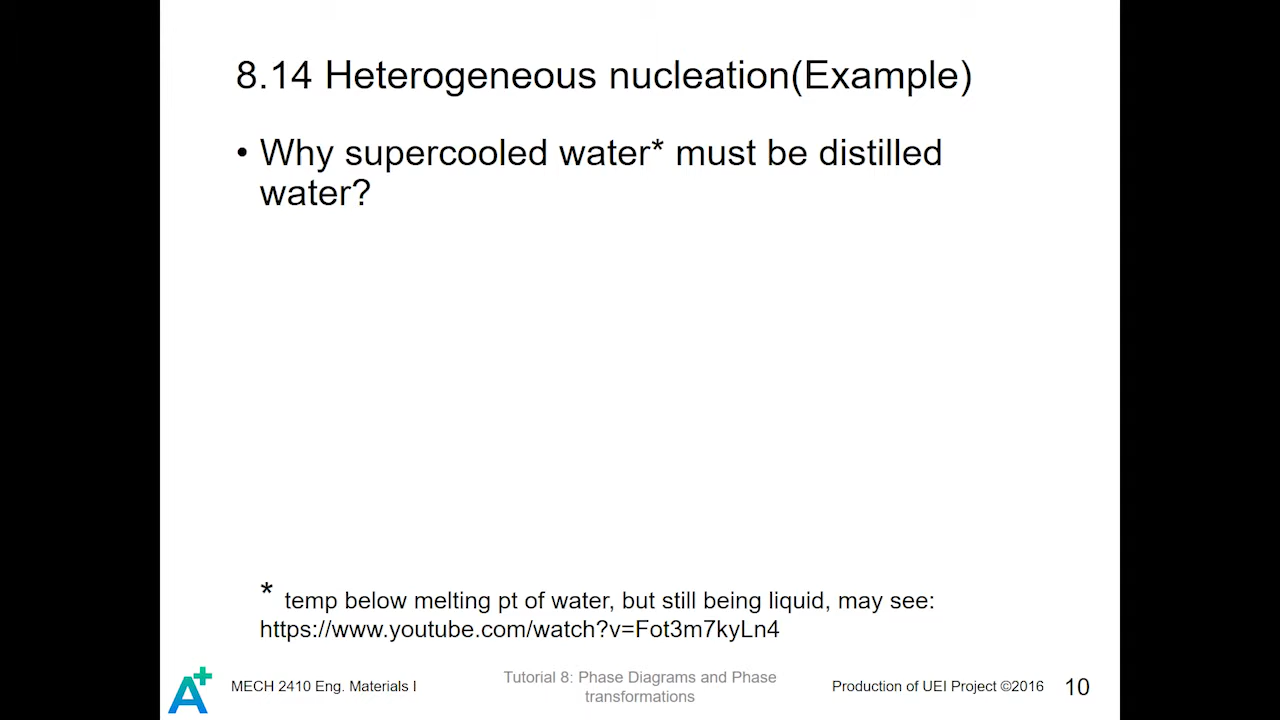 8.14 Heterogeneous nucleation(Example)
• Why supercooled water* must be distilled
water?
* temp below melting pt of water, but still being liquid, may see:
https://www.youtube.com/watch?v=Fot3m7kyLn4
A+
MECH 2410 Eng. Materials I
Tutorial 8: Phase Diagrams and Phase
transformations
Production of UEI Project ©2016
10